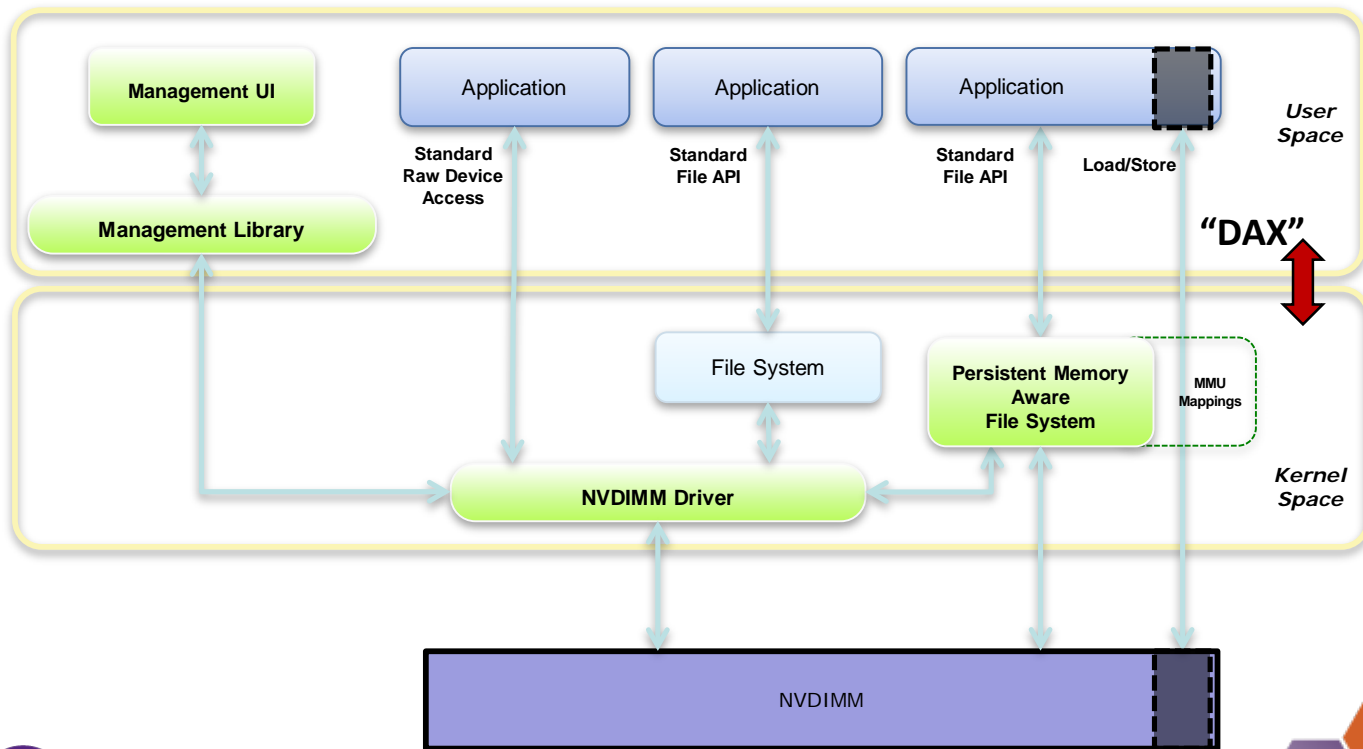 Management UI
Application
Application
Application
User
Space
Standard
Raw Device
Access
Standard
File API
Standard
File API
Load/Store
Management Library
“DAX”
File System
Persistent Memory
Aware
File System
MMU
Mappings
NVDIMM Driver
Kernel
Space
NVDIMM